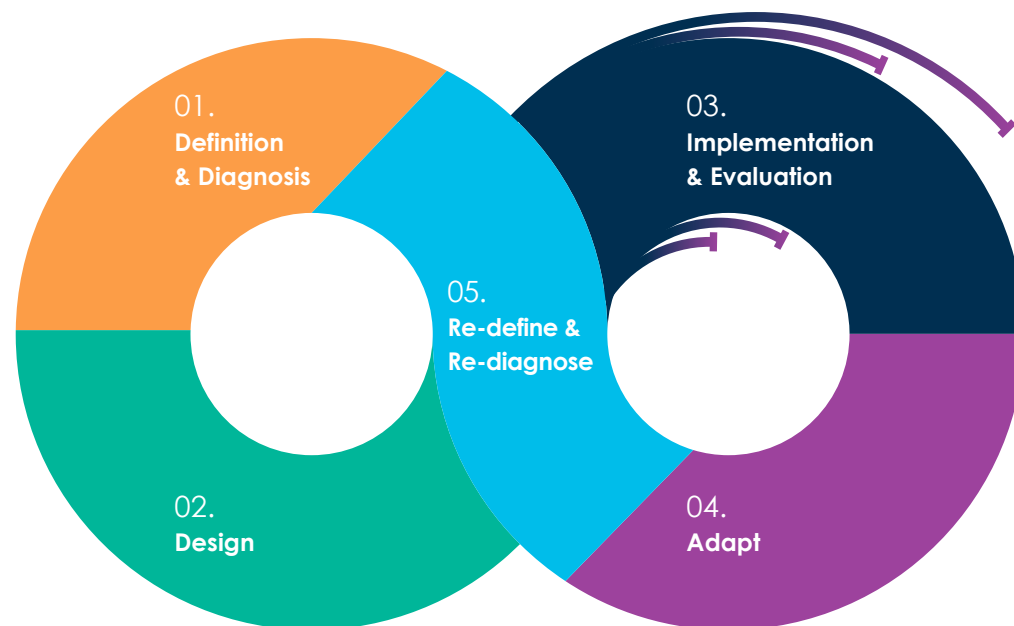 01.
Definition
& Diagnosis
02.
Design
03.
Implementation
& Evaluation
04.
Adapt
05.
Re-define &
Re-diagnose